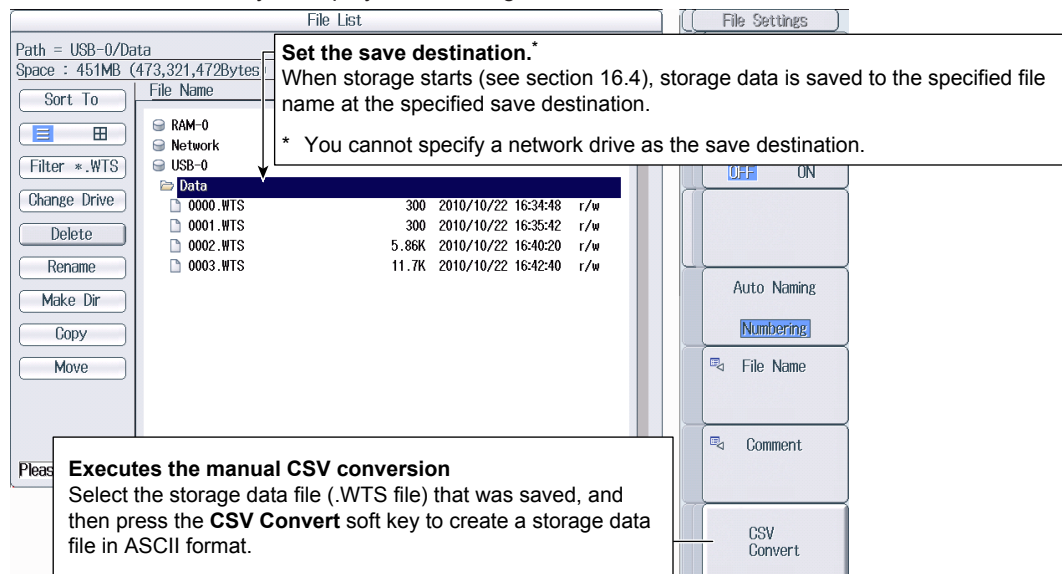 File List
Path = USB-0/Data
Space : 451MB (473,321,472Bytes
Sort To
Filter *.WTS
Change Drive
Delete
Rename
Make Dir
Copy
Move
File Name
RAM-0
Network
USB-0
Data
0000.WTS 300 2010/10/22 16:34:48 r/w
0001.WTS 300 2010/10/22 16:35:42 r/w
0002.WTS 5.86K 2010/10/22 16:40:20 r/w
0003.WTS 11.7K 2010/10/22 16:42:40 r/w
Set the save destination.*
When storage starts (see section 16.4), storage data is saved to the specified file
name at the specified save destination.
* You cannot specify a network drive as the save destination.
File Settings
OFF ON
Auto Naming
Numbering
File Name
Comment
CSV
Convert
Executes the manual CSV conversion
Select the storage data file (.WTS file) that was saved, and
then press the CSV Convert soft key to create a storage data
file in ASCII format.